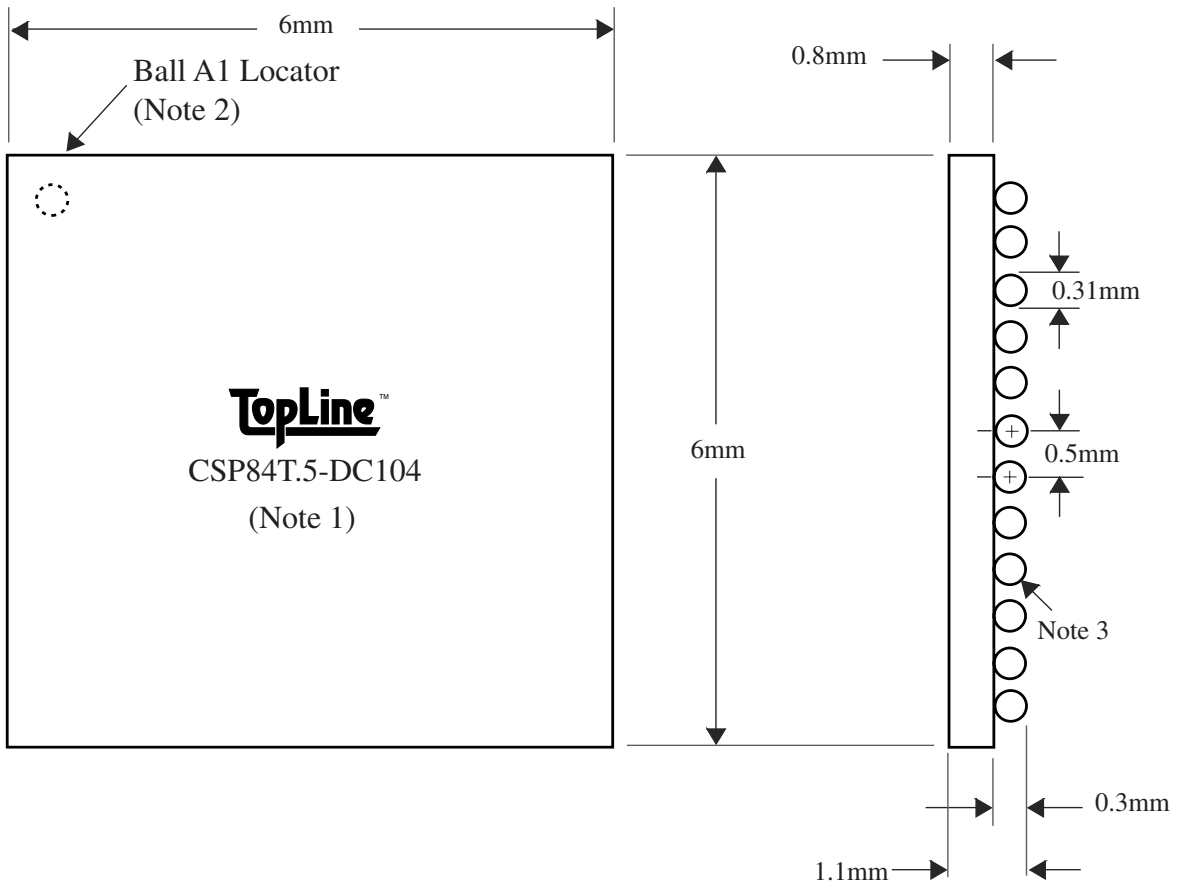 6mm
Ball A1 Locator
(Note 2)
0.8mm
0.31mm
TopLine™
CSP84T.5-DC104
(Note 1)
6mm
0.5mm
Note 3
0.3mm
1.1mm